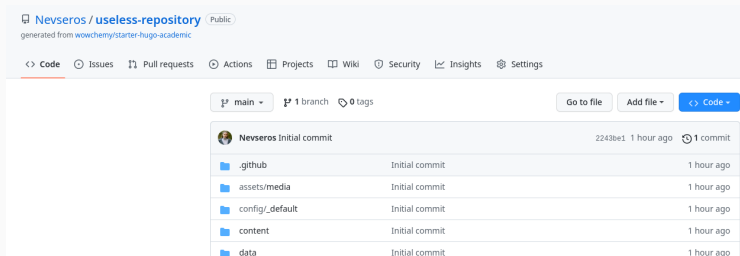 Nevseros / useless-repository Public
generated from wowchemy/starter-hugo-academic
Code Issues Pull requests Actions Projects Wiki Security Insights Settings
main 1 branch 0 tags Go to file Add file Code
Nevseros Initial commit 2243be1 1 hour ago 1 commit
.github Initial commit 1 hour ago
assets/media Initial commit 1 hour ago
config/_default Initial commit 1 hour ago
content Initial commit 1 hour ago
data Initial commit 1 hour ago